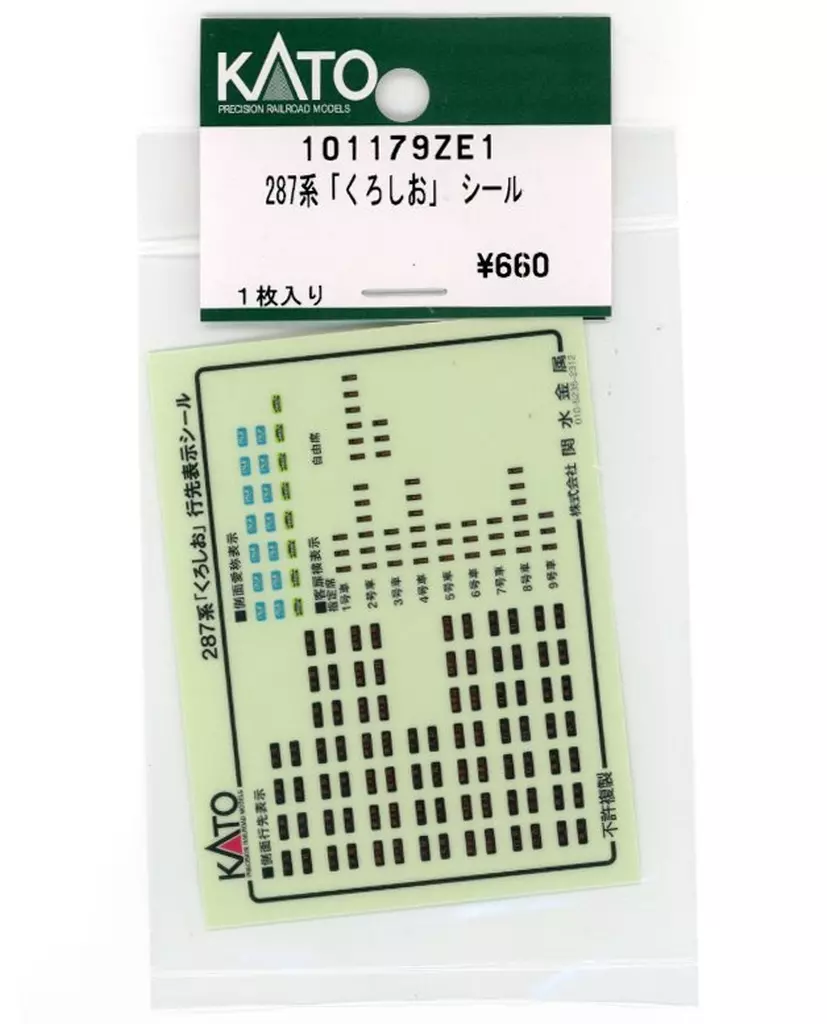 KATO
PRECISION RAILROAD MODELS
101179ZE1
287系「くろしお」 シール
¥660
1枚入り
KATO
PRECISION RAILROAD MODELS
287系「くろしお」行先表示シール
■側面行先表示
■側面愛称表示
■客扉横表示
指定席
1号車
2号車
3号車
4号車
5号車
6号車
7号車
8号車
9号車
自由席
不許複製
株式会社 関水金属